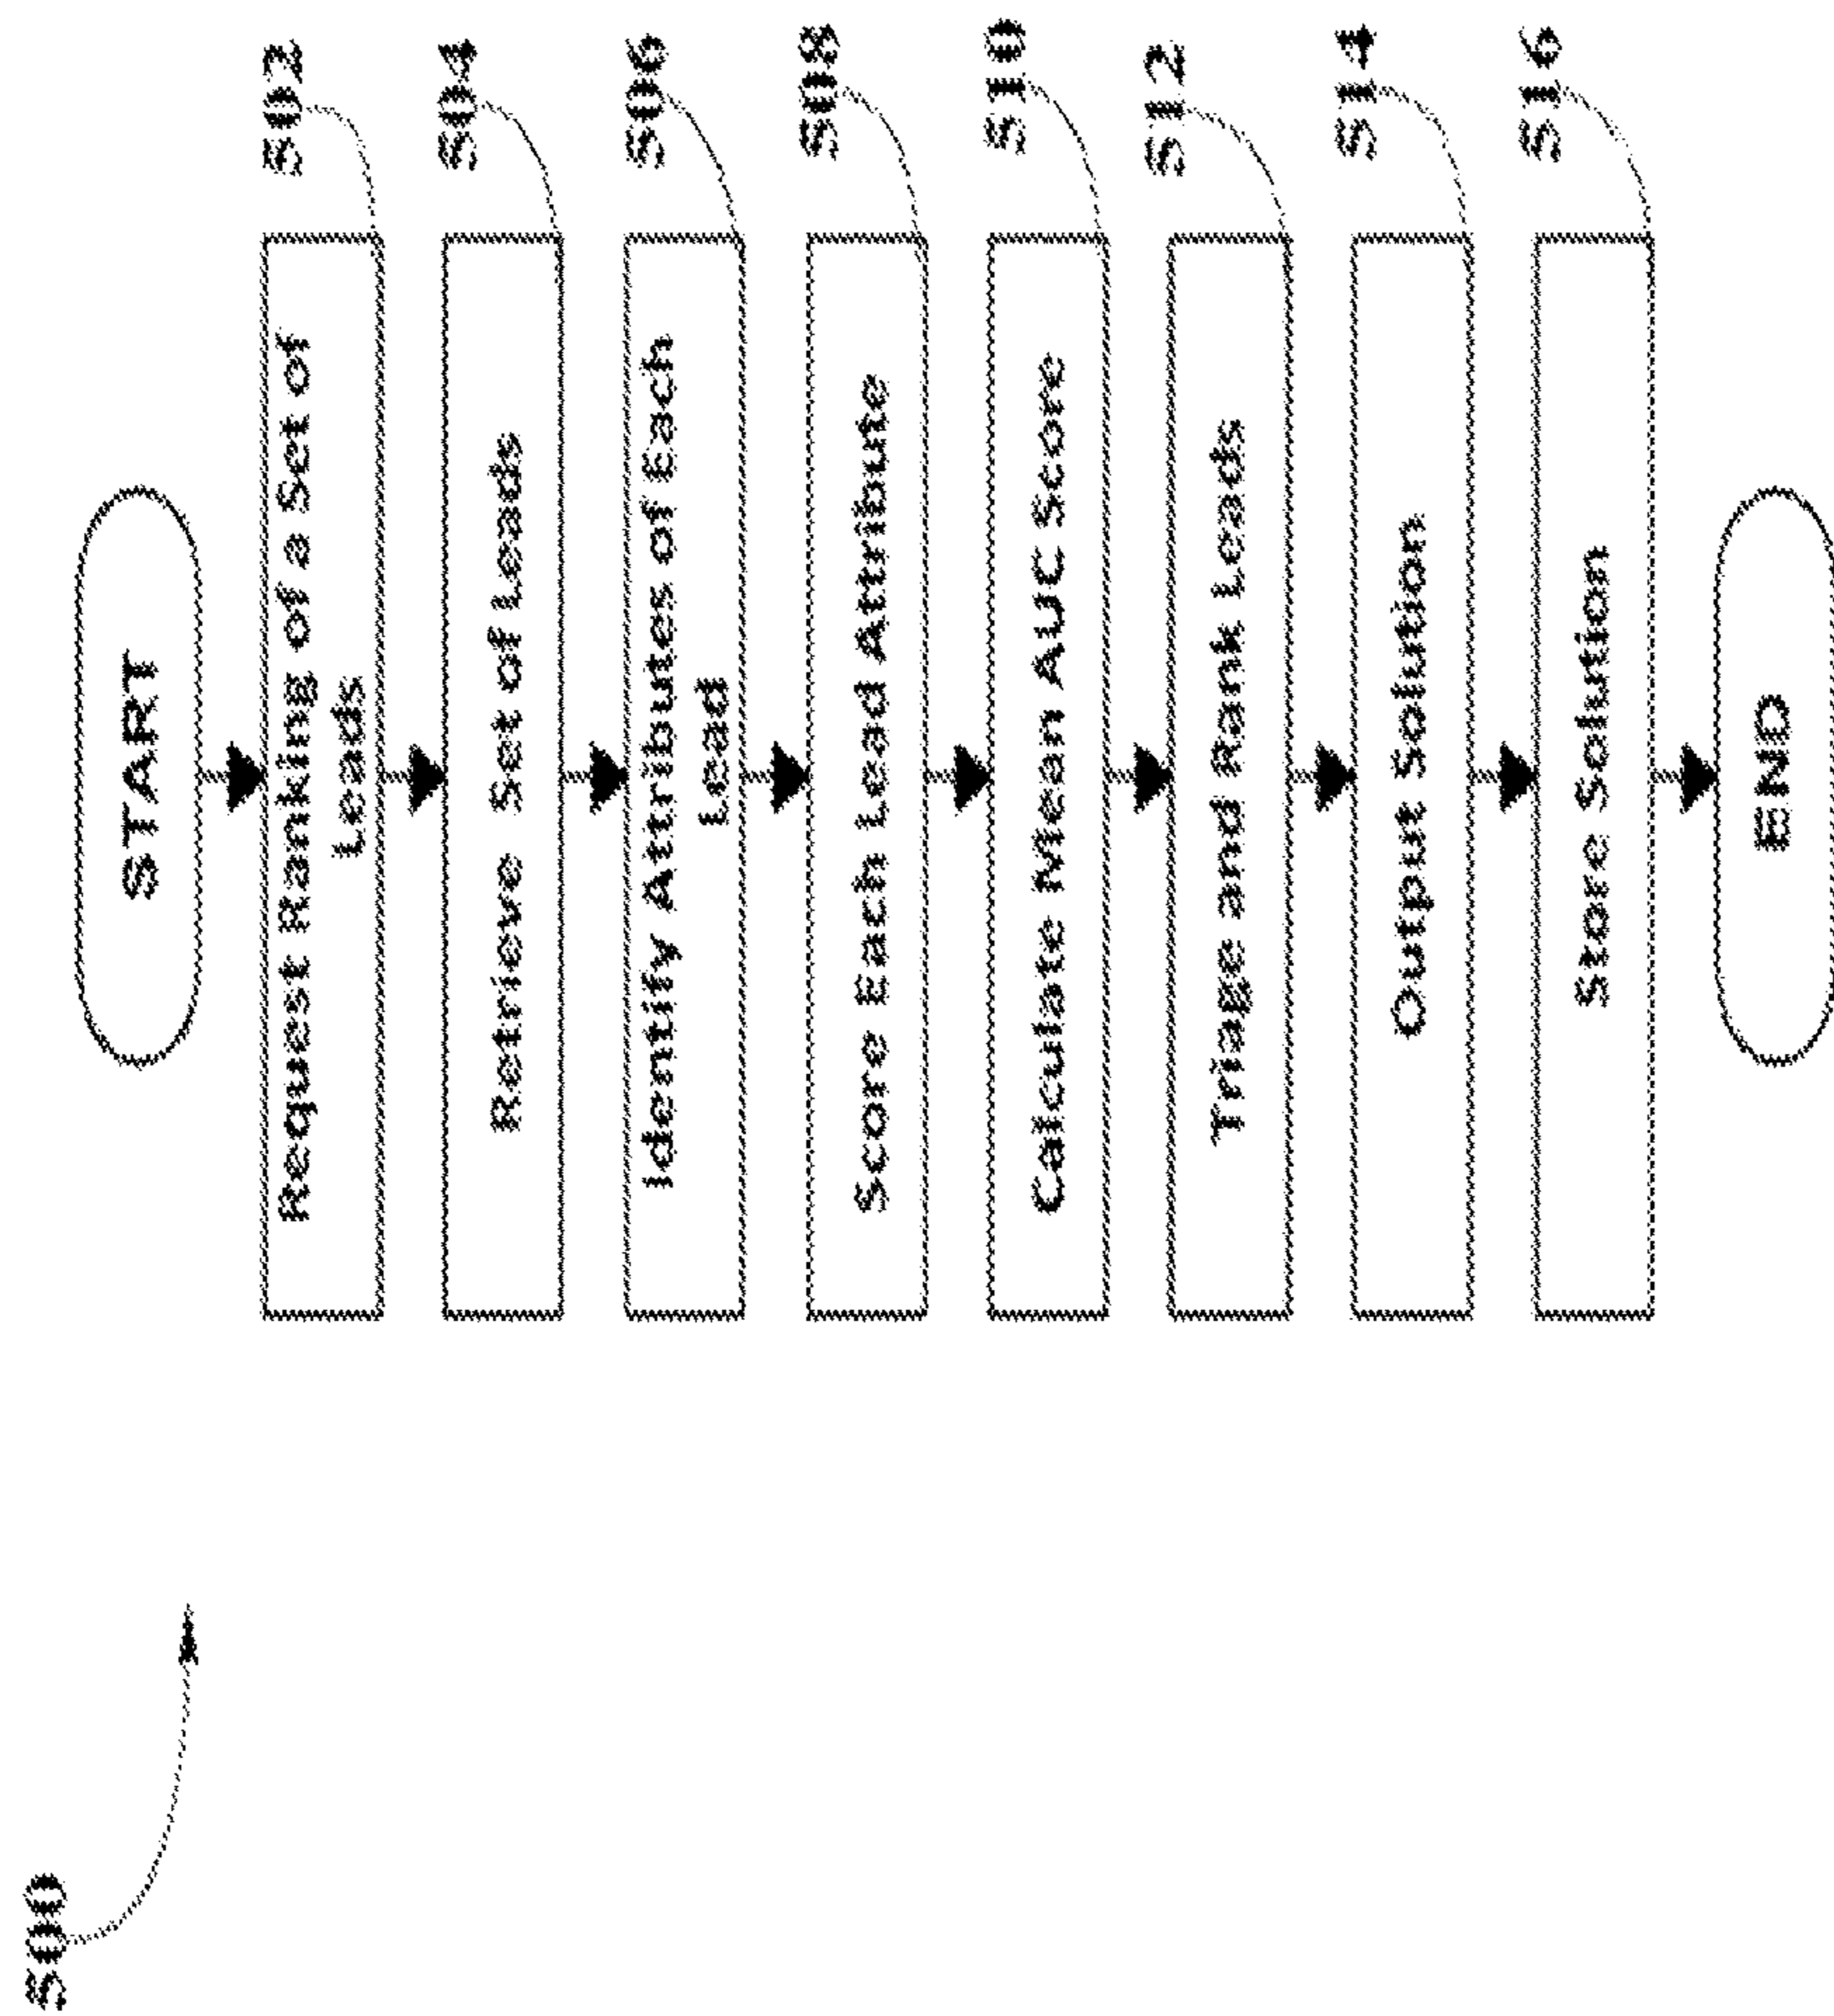 500
START
Request Ranking of a Set of
Leads
502
Retrieve Set of Leads
504
Identify Attributes of Each
Lead
506
Score Each Lead Attribute
508
Calculate Mean AUC Score
510
Triage and Rank Leads
512
Output Solution
514
Store Solution
516
END